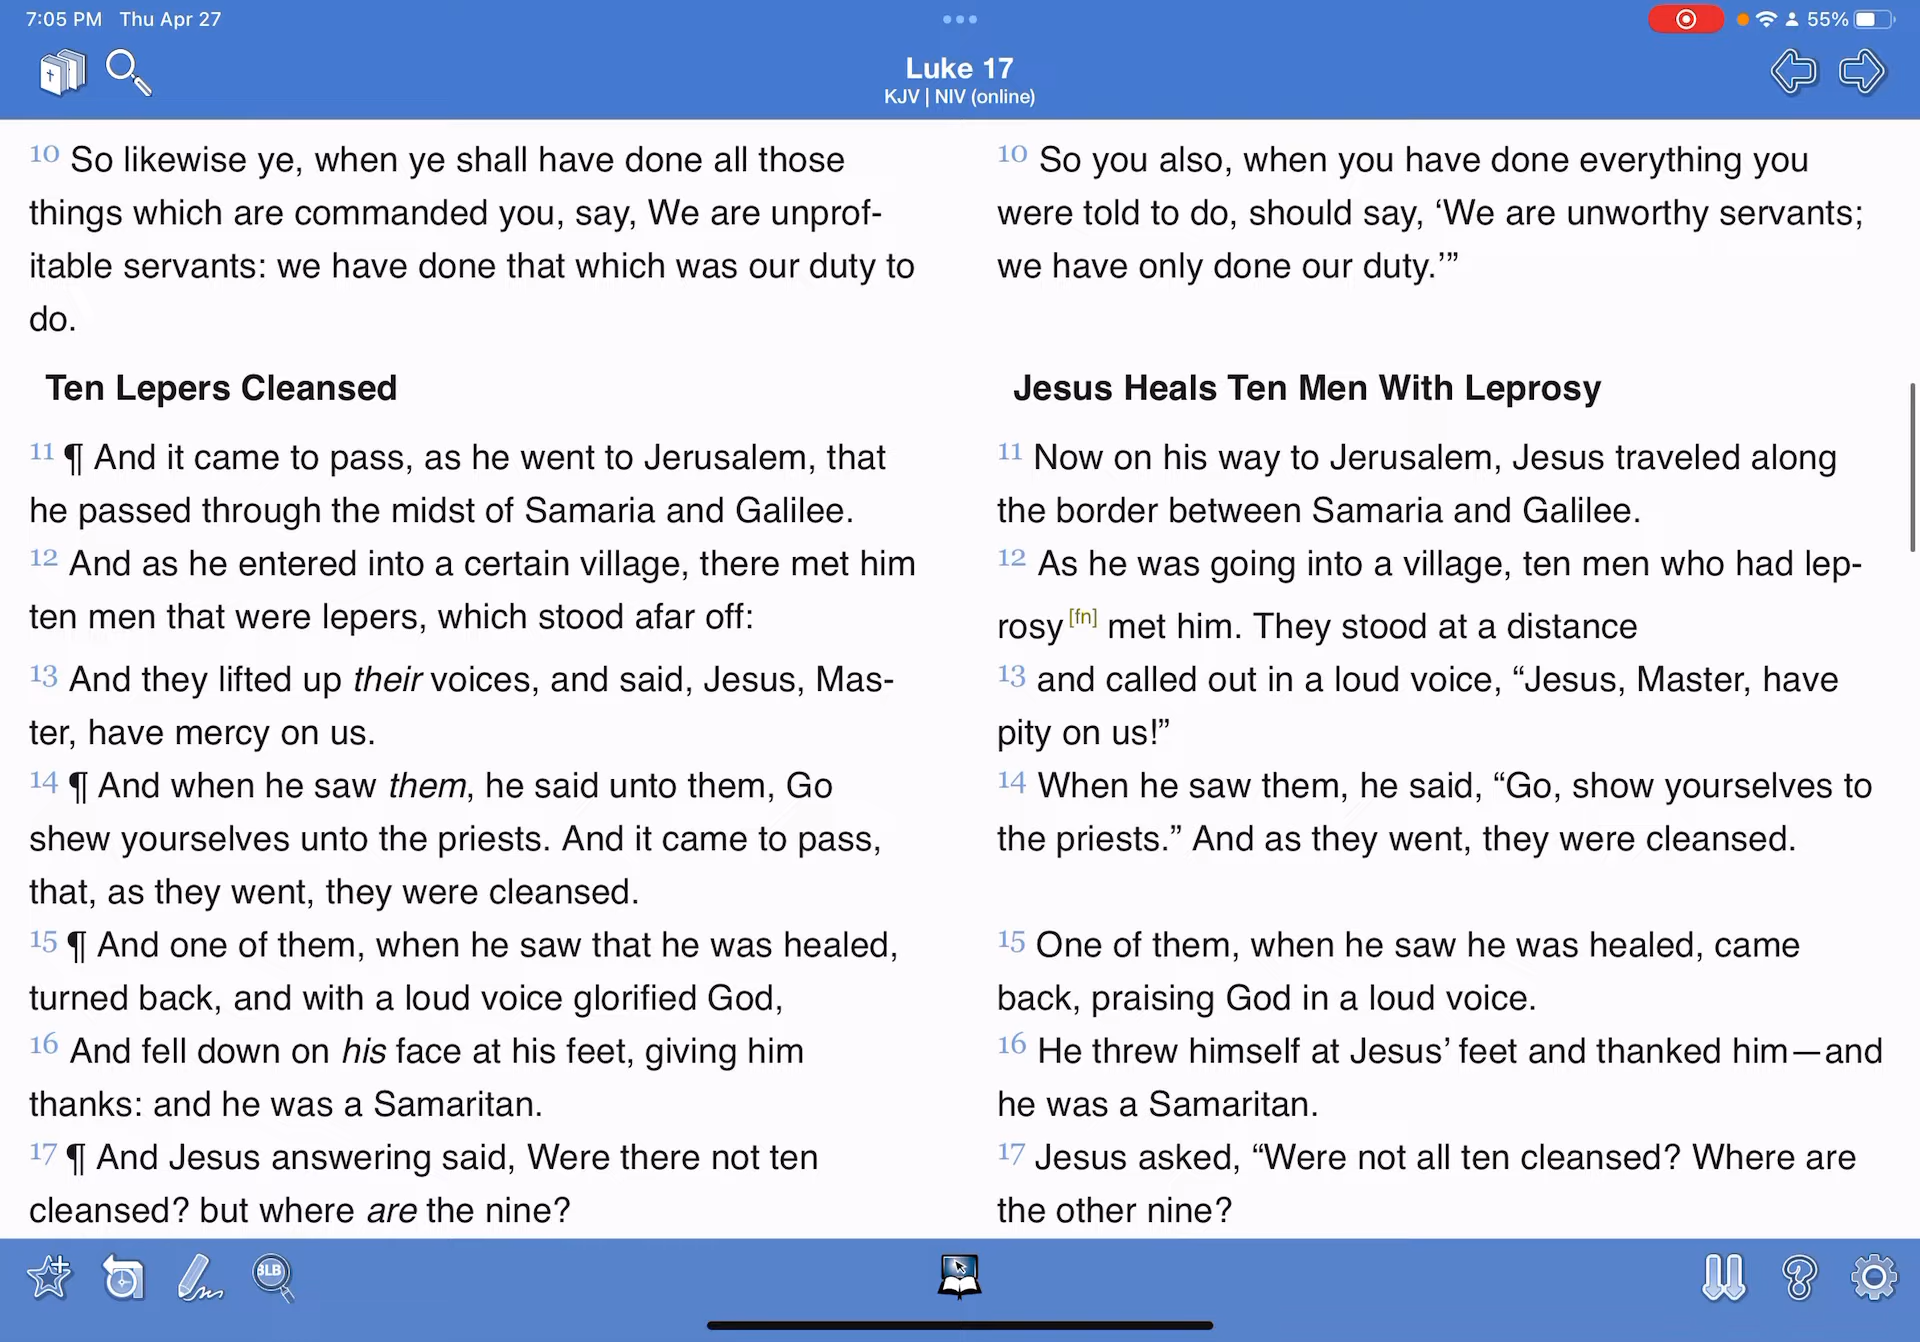 7:05 PM Thu Apr 27
55%
Luke 17
KJV | NIV (online)
10 So likewise ye, when ye shall have done all those
things which are commanded you, say, We are unprof-
itable servants: we have done that which was our duty to
do.
Ten Lepers Cleansed
11 ¶ And it came to pass, as he went to Jerusalem, that
he passed through the midst of Samaria and Galilee.
12 And as he entered into a certain village, there met him
ten men that were lepers, which stood afar off:
13 And they lifted up their voices, and said, Jesus, Mas-
ter, have mercy on us.
14 ¶ And when he saw them, he said unto them, Go
shew yourselves unto the priests. And it came to pass,
that, as they went, they were cleansed.
15 ¶ And one of them, when he saw that he was healed,
turned back, and with a loud voice glorified God,
16 And fell down on his face at his feet, giving him
thanks: and he was a Samaritan.
17 ¶ And Jesus answering said, Were there not ten
cleansed? but where are the nine?
10 So you also, when you have done everything you
were told to do, should say, ‘We are unworthy servants;
we have only done our duty.’”
Jesus Heals Ten Men With Leprosy
11 Now on his way to Jerusalem, Jesus traveled along
the border between Samaria and Galilee.
12 As he was going into a village, ten men who had lep-
rosy [fn] met him. They stood at a distance
13 and called out in a loud voice, “Jesus, Master, have
pity on us!”
14 When he saw them, he said, “Go, show yourselves to
the priests.” And as they went, they were cleansed.
15 One of them, when he saw he was healed, came
back, praising God in a loud voice.
16 He threw himself at Jesus’ feet and thanked him—and
he was a Samaritan.
17 Jesus asked, “Were not all ten cleansed? Where are
the other nine?
BLB